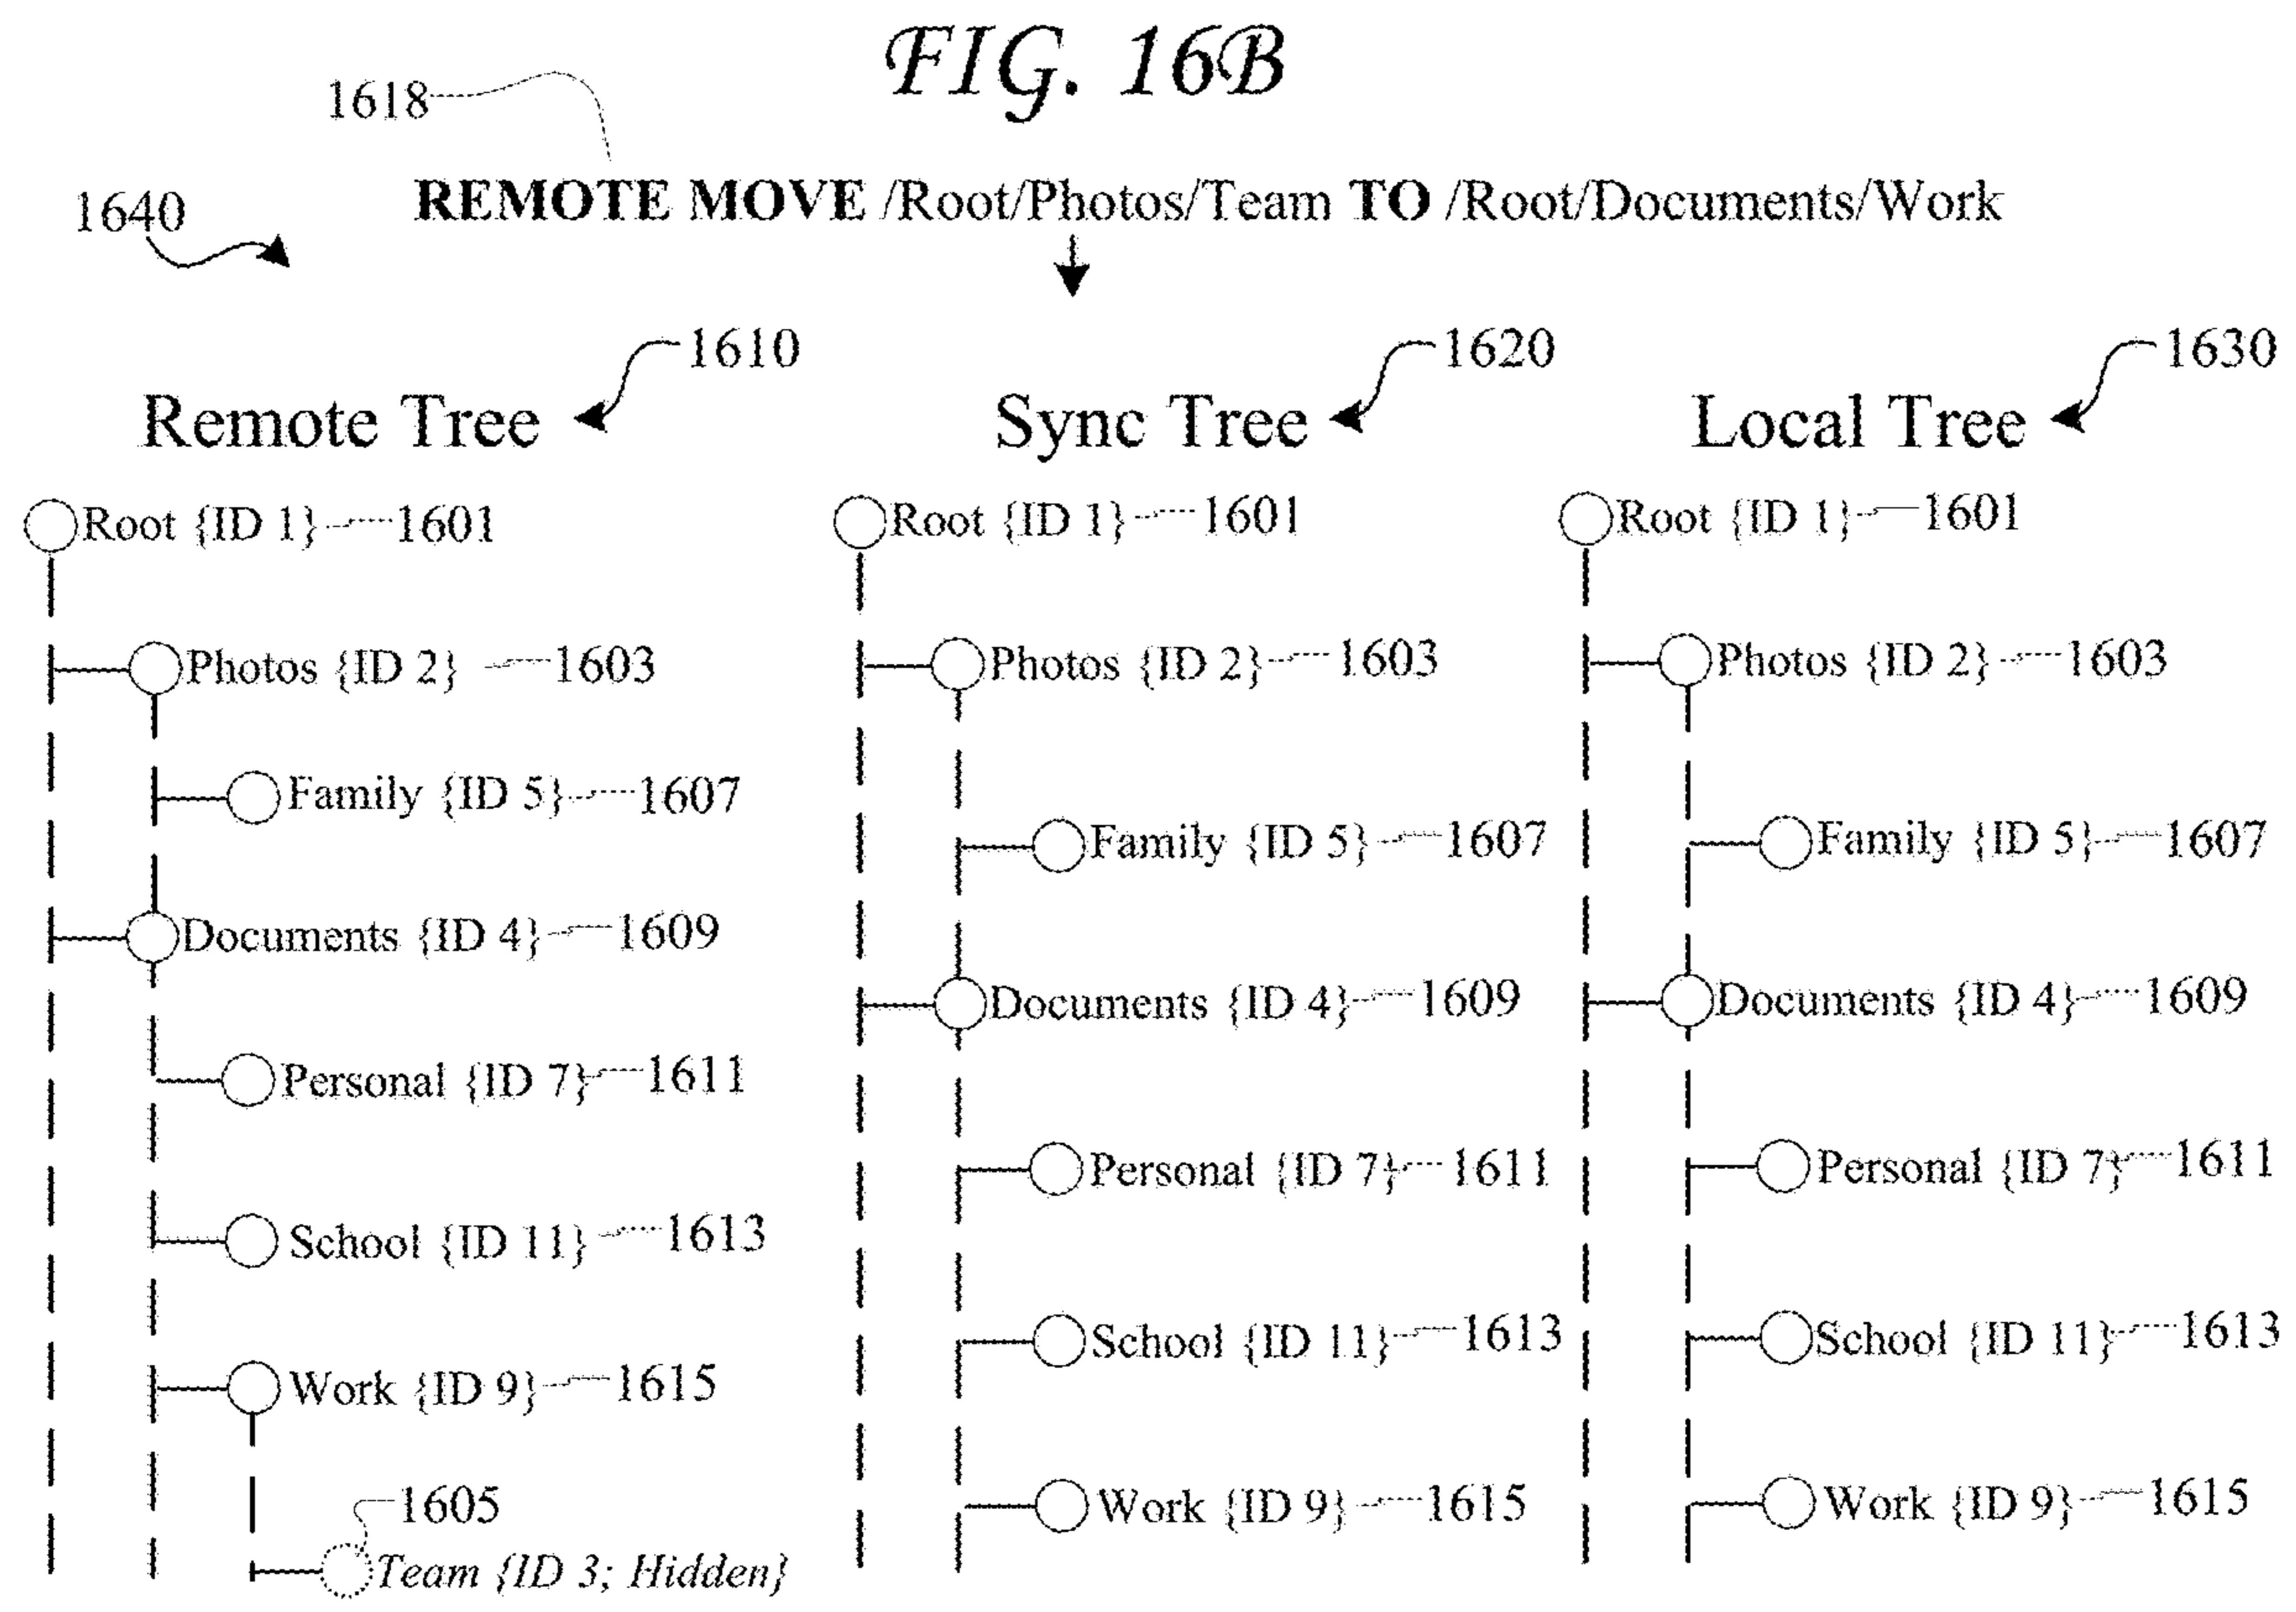 FIG. 16B
1618
1640
REMOTE MOVE /Root/Photos/Team TO /Root/Documents/Work
1610
Remote Tree
Root {ID 1} 1601
Photos {ID 2} 1603
Family {ID 5} 1607
Documents {ID 4} 1609
Personal {ID 7} 1611
School {ID 11} 1613
Work {ID 9} 1615
1605
Team {ID 3; Hidden}
1620
Sync Tree
Root {ID 1} 1601
Photos {ID 2} 1603
Family {ID 5} 1607
Documents {ID 4} 1609
Personal {ID 7} 1611
School {ID 11} 1613
Work {ID 9} 1615
1630
Local Tree
Root {ID 1} 1601
Photos {ID 2} 1603
Family {ID 5} 1607
Documents {ID 4} 1609
Personal {ID 7} 1611
School {ID 11} 1613
Work {ID 9} 1615